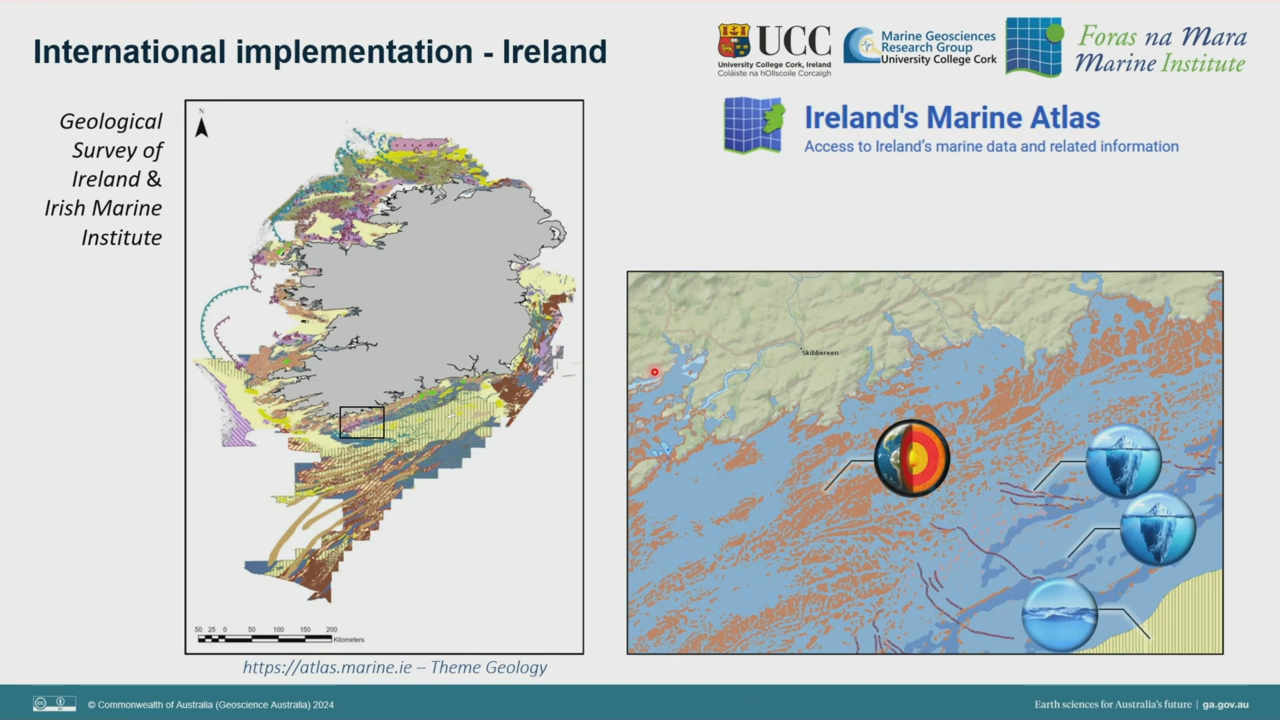 International implementation - Ireland
UCC
University College Cork, Ireland
Coláiste na hOllscoile Corcaigh
Marine Geosciences
Research Group
University College Cork
Foras na Mara
Marine Institute
Ireland's Marine Atlas
Access to Ireland's marine data and related information
Geological
Survey of
Ireland &
Irish Marine
Institute
N
50 25 0 50 100 150 200
Kilometers
https://atlas.marine.ie – Theme Geology
Skibbereen
© Commonwealth of Australia (Geoscience Australia) 2024
Earth sciences for Australia's future | ga.gov.au